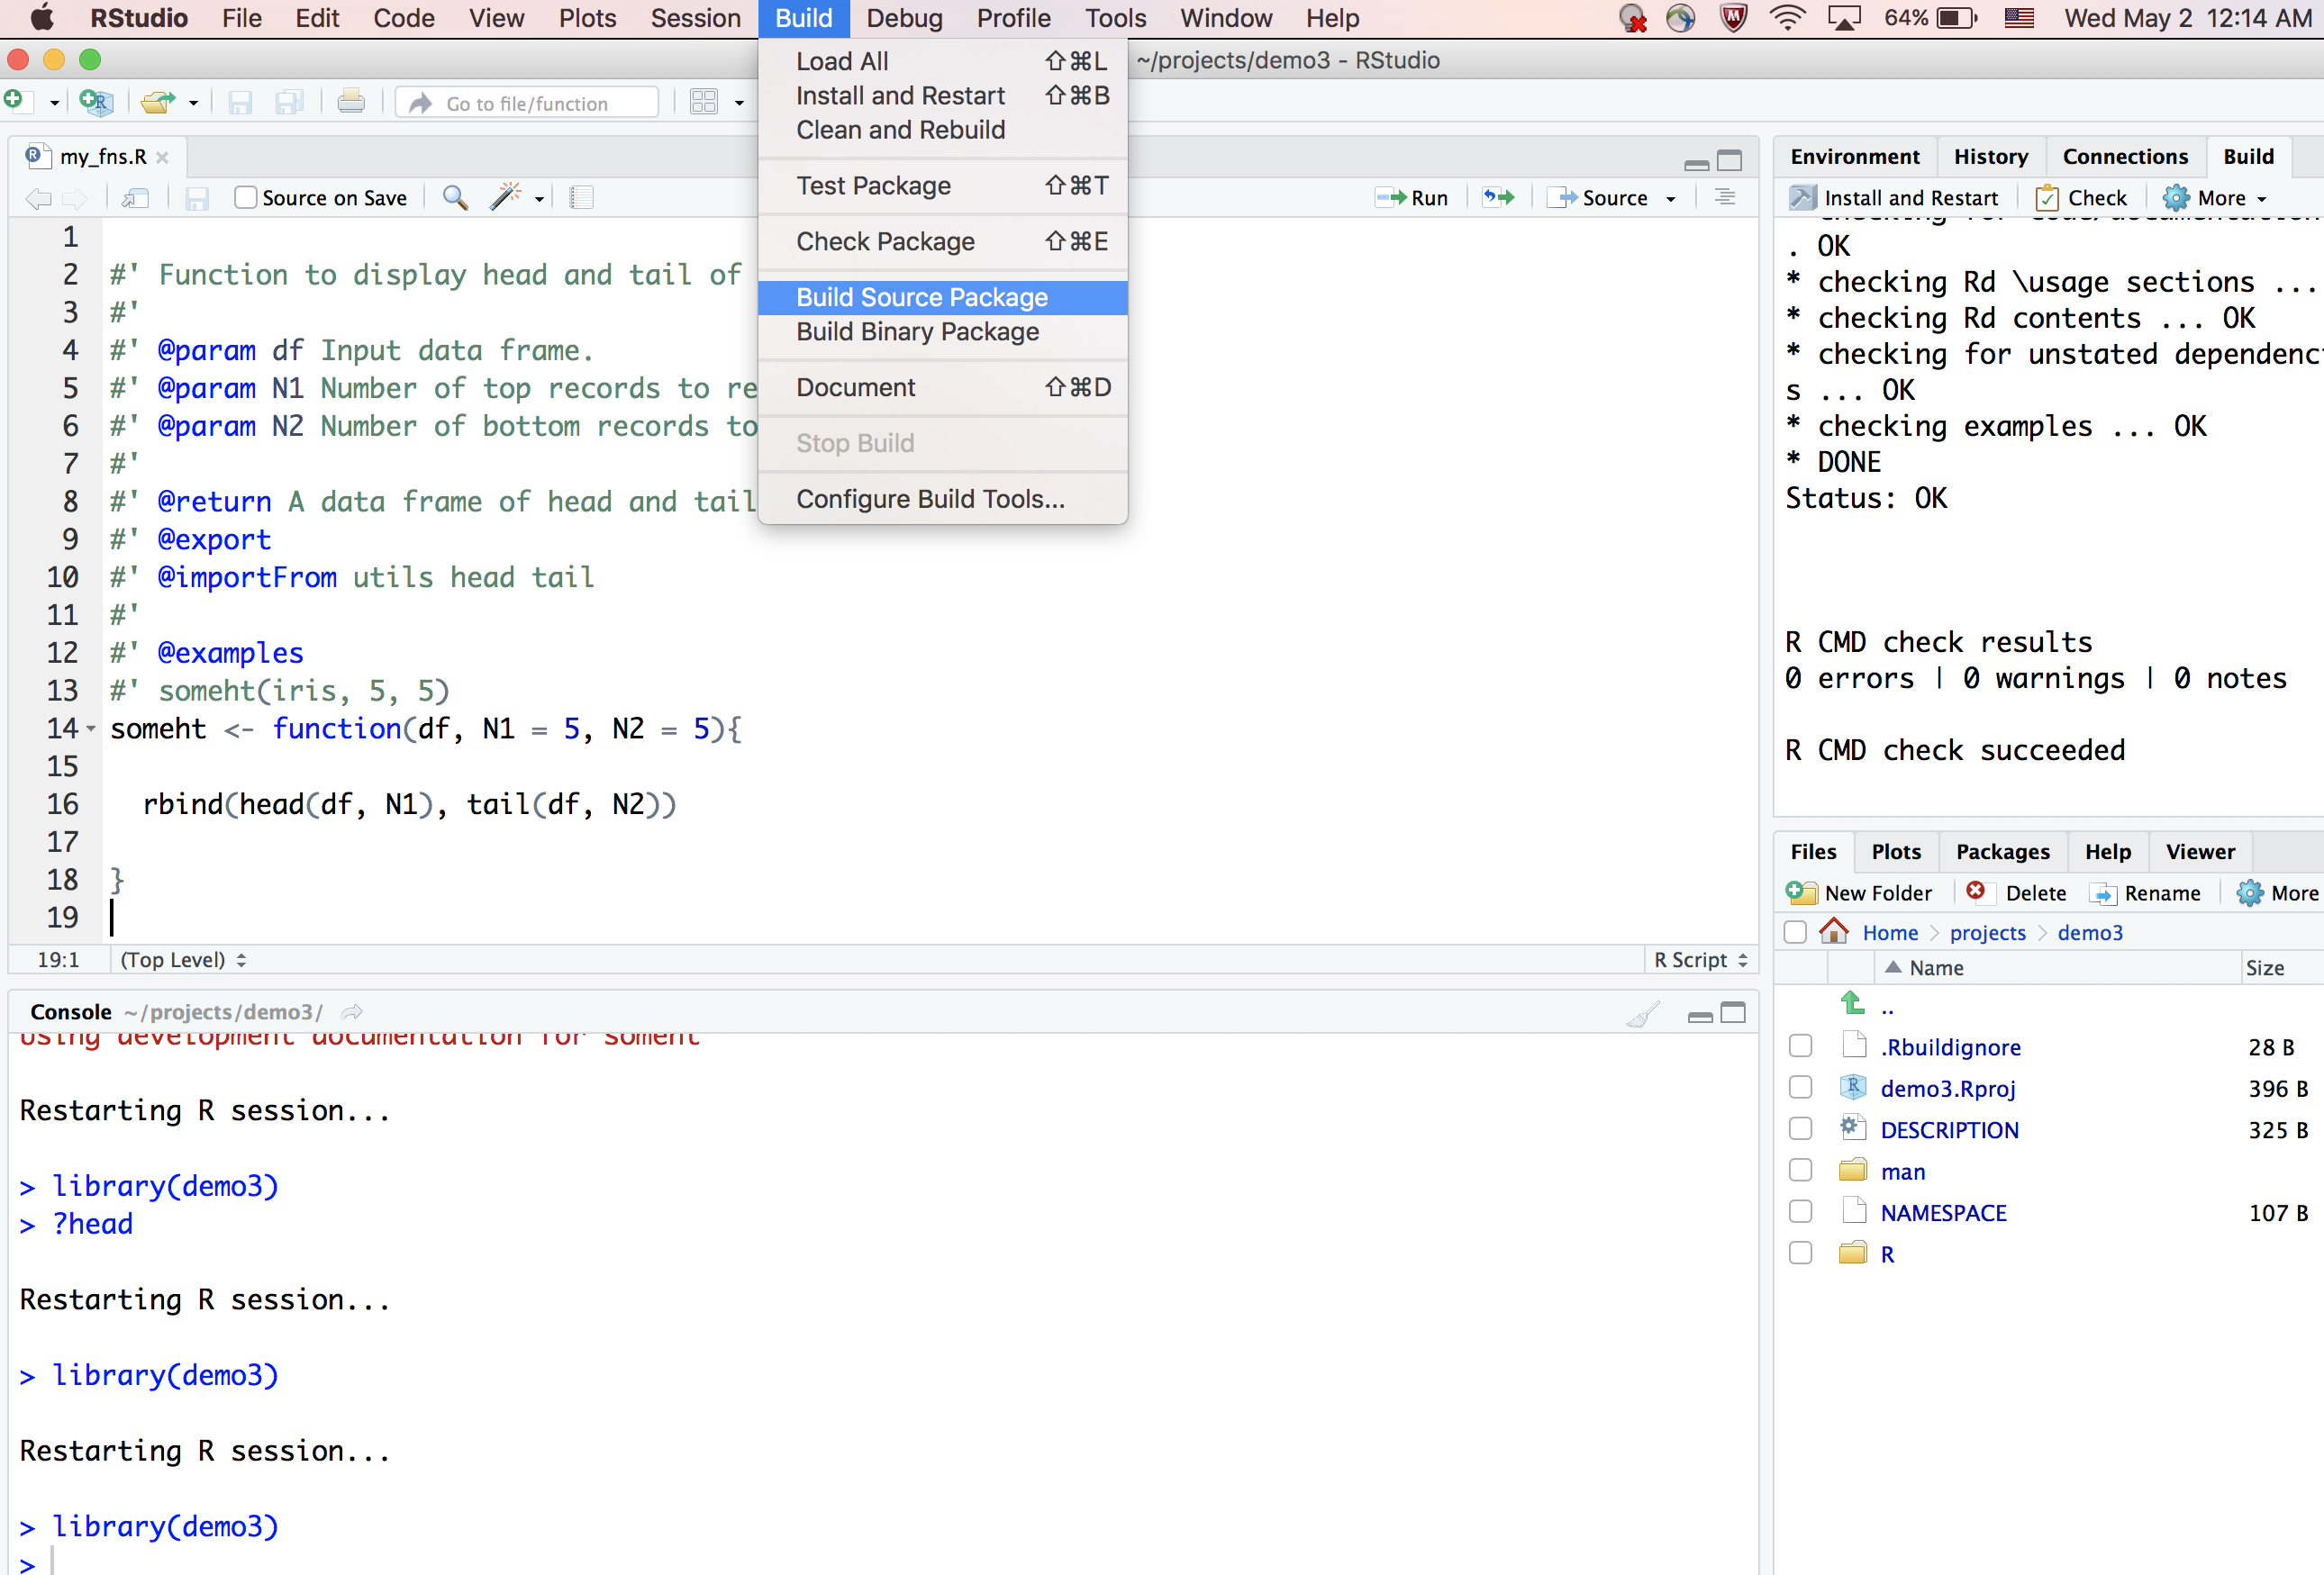 RStudio File Edit Code View Plots Session Build Debug Profile Tools Window Help 64% Wed May 2 12:14 AM
~/projects/demo3 - RStudio
Load All ⇧⌘L
Install and Restart ⇧⌘B
Clean and Rebuild
Test Package ⇧⌘T
Check Package ⇧⌘E
Build Source Package
Build Binary Package
Document ⇧⌘D
Stop Build
Configure Build Tools...
Go to file/function
my_fns.R
Source on Save Run Source
1
2 #' Function to display head and tail of
3 #'
4 #' @param df Input data frame.
5 #' @param N1 Number of top records to re
6 #' @param N2 Number of bottom records to
7 #'
8 #' @return A data frame of head and tail
9 #' @export
10 #' @importFrom utils head tail
11 #'
12 #' @examples
13 #' someht(iris, 5, 5)
14 someht <- function(df, N1 = 5, N2 = 5){
15
16 rbind(head(df, N1), tail(df, N2))
17
18 }
19
19:1 (Top Level) R Script
Console ~/projects/demo3/
Using development documentation for someht
Restarting R session...
> library(demo3)
> ?head
Restarting R session...
> library(demo3)
Restarting R session...
> library(demo3)
>
Environment History Connections Build
Install and Restart Check More
. OK
* checking Rd \usage sections ...
* checking Rd contents ... OK
* checking for unstated dependenc
s ... OK
* checking examples ... OK
* DONE
Status: OK
R CMD check results
0 errors | 0 warnings | 0 notes
R CMD check succeeded
Files Plots Packages Help Viewer
New Folder Delete Rename More
Home projects demo3
Name Size
..
.Rbuildignore 28 B
demo3.Rproj 396 B
DESCRIPTION 325 B
man
NAMESPACE 107 B
R